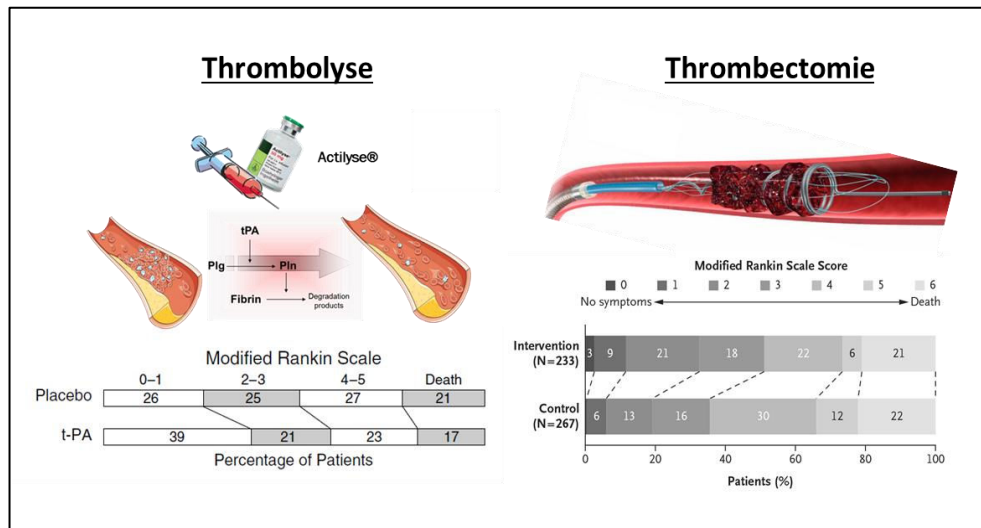 Thrombolyse
Actilyse®
tPA
Plg
Pln
Fibrin
Degradation
products
Modified Rankin Scale
0–1 2–3 4–5 Death
Placebo 26 25 27 21
t-PA 39 21 23 17
Percentage of Patients
Thrombectomie
Modified Rankin Scale Score
0 1 2 3 4 5 6
No symptoms Death
Intervention
(N=233)
3 9 21 18 22 6 21
Control
(N=267)
6 13 16 30 12 22
0 20 40 60 80 100
Patients (%)